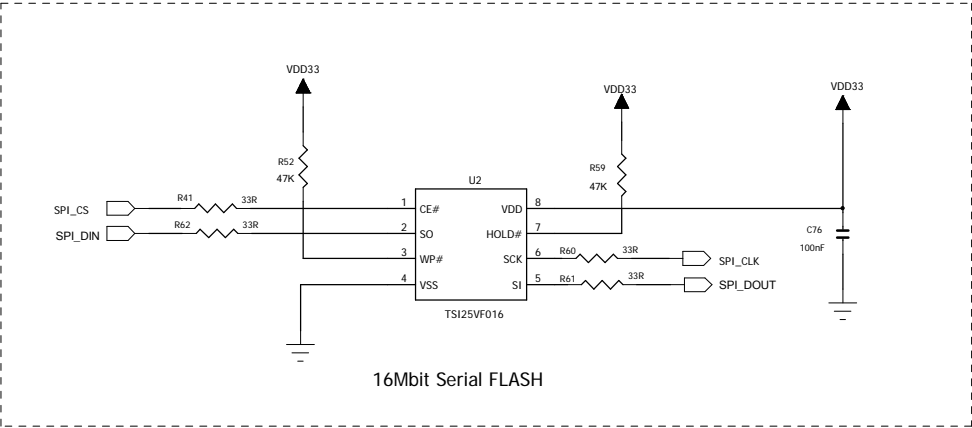 VDD33
VDD33
VDD33
R52
47K
R59
47K
U2
SPI_CS
R41
33R
1
CE#
VDD
8
SPI_DIN
R62
33R
2
SO
HOLD#
7
C76
100nF
3
WP#
SCK
6
R60
33R
SPI_CLK
4
VSS
SI
5
R61
33R
SPI_DOUT
TSI25VF016
16Mbit Serial FLASH